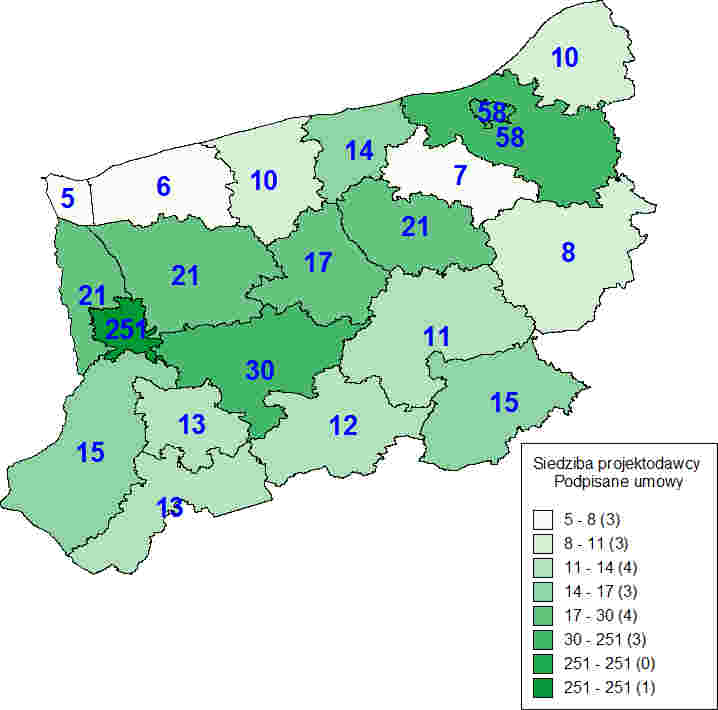 10
58
58
14
7
10
6
5
21
8
17
21
21
251
11
30
15
13
12
15
13
Siedziba projektodawcy
Podpisane umowy
5 - 8 (3)
8 - 11 (3)
11 - 14 (4)
14 - 17 (3)
17 - 30 (4)
30 - 251 (3)
251 - 251 (0)
251 - 251 (1)